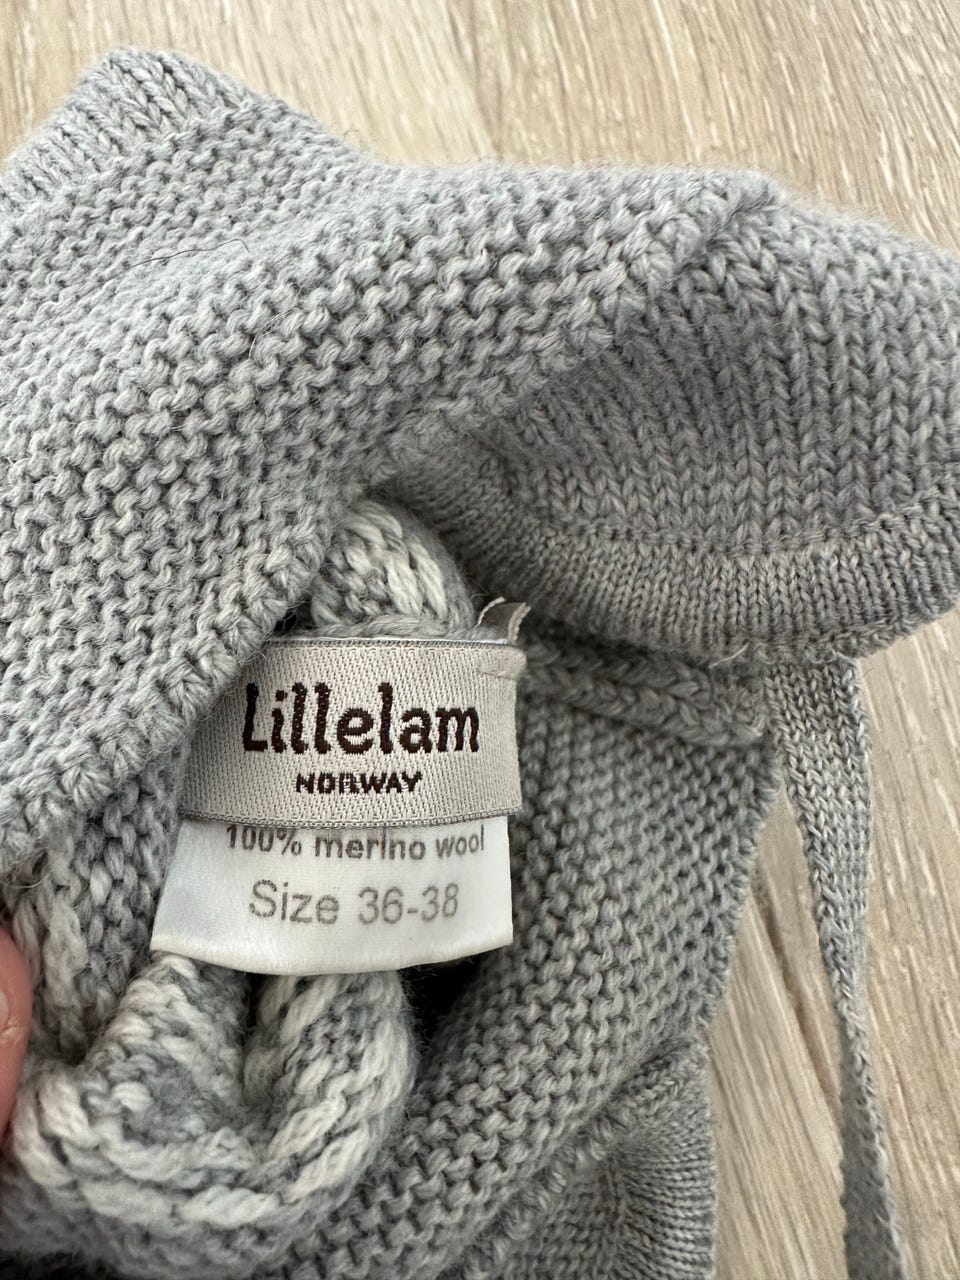 Lillelam
NORWAY
100% merino wool
Size 36-38